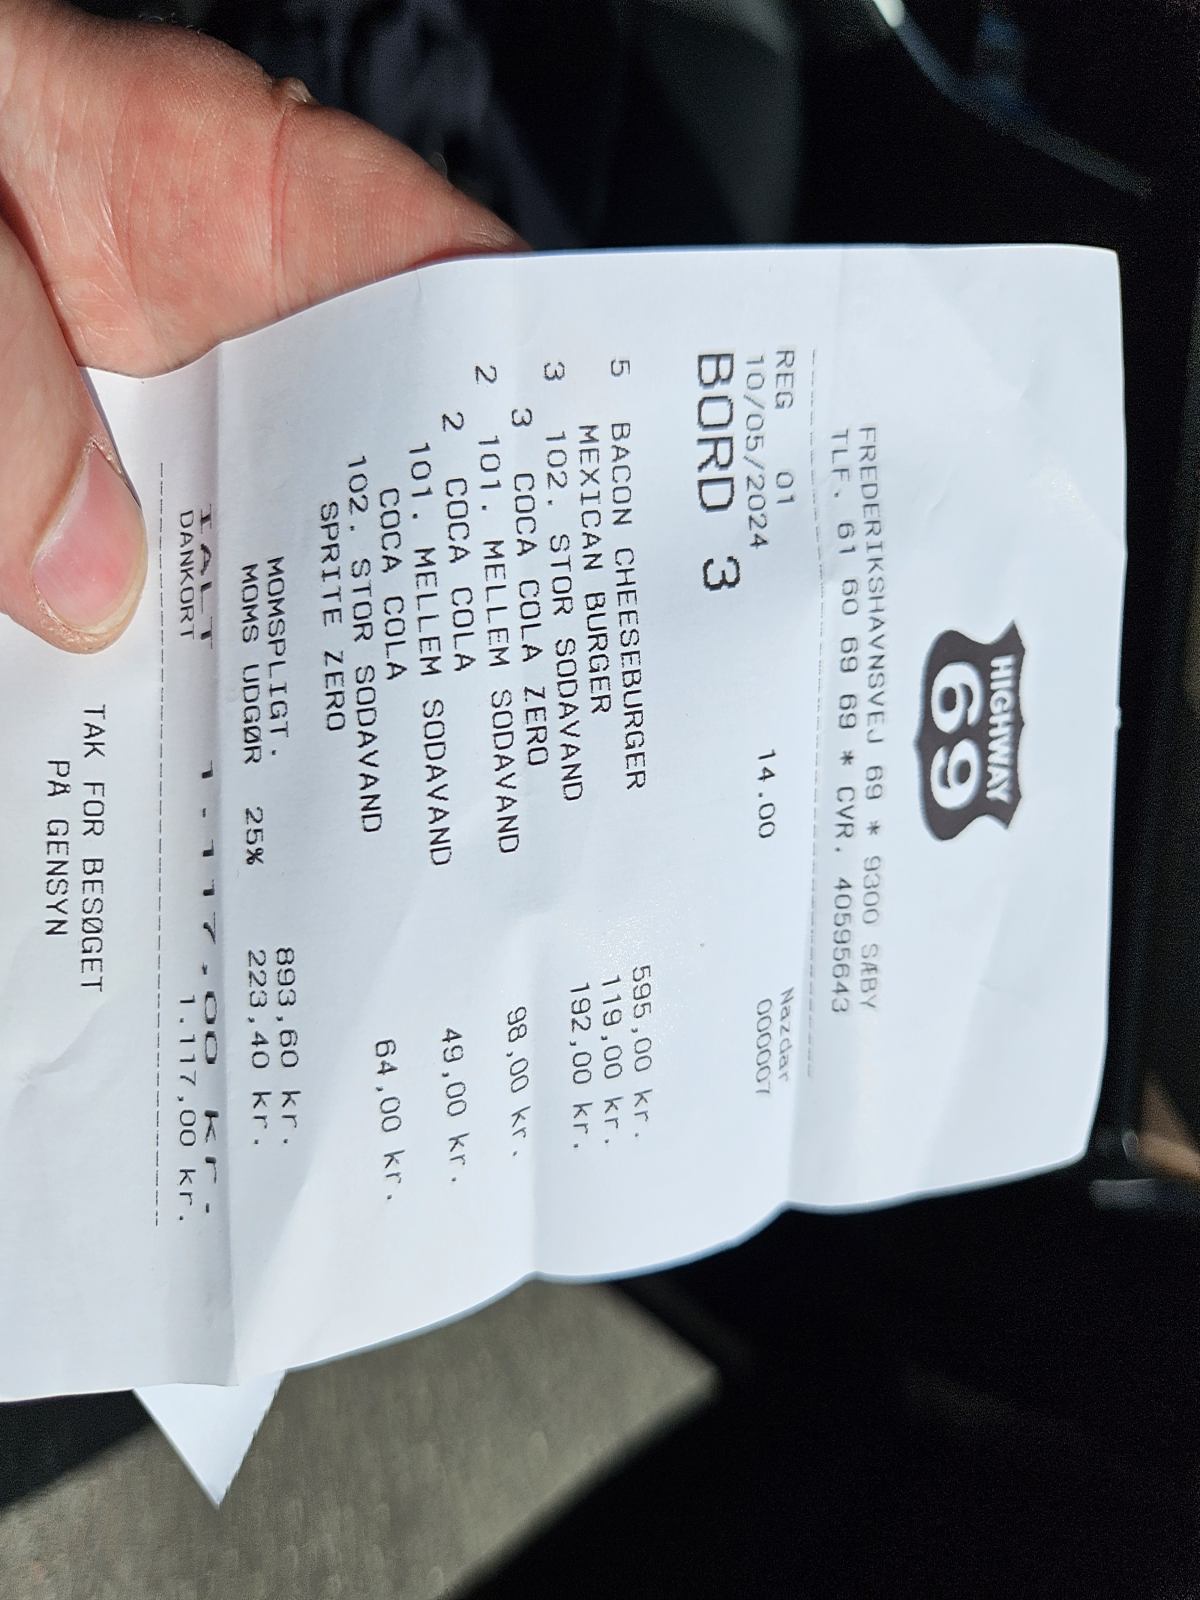 HIGHWAY
69
FREDERIKSHAVNSVEJ 69 * 9300 SÆBY
TLF. 61 60 69 69 * CVR. 40595643
REG 01 Nazdar
10/05/2024 14.00 000007
BORD 3
5 BACON CHEESEBURGER 595,00 kr.
MEXICAN BURGER 119,00 kr.
3 102. STOR SODAVAND 192,00 kr.
3 COCA COLA ZERO
2 101. MELLEM SODAVAND 98,00 kr.
2 COCA COLA
101. MELLEM SODAVAND 49,00 kr.
COCA COLA
102. STOR SODAVAND 64,00 kr.
SPRITE ZERO
MOMSPLIGT. 893,60 kr.
MOMS UDGØR 25% 223,40 kr.
IALT 1.117,00 kr.
DANKORT 1.117,00 kr.
TAK FOR BESØGET
PÅ GENSYN